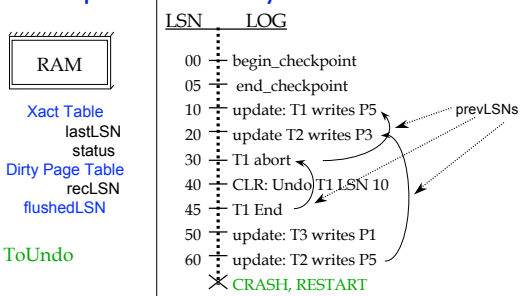 LSN LOG
RAM
Xact Table
lastLSN
status
Dirty Page Table
recLSN
flushedLSN
ToUndo
00 begin_checkpoint
05 end_checkpoint
10 update: T1 writes P5
20 update T2 writes P3
30 T1 abort
40 CLR: Undo T1 LSN 10
45 T1 End
50 update: T3 writes P1
60 update: T2 writes P5
CRASH, RESTART
prevLSNs